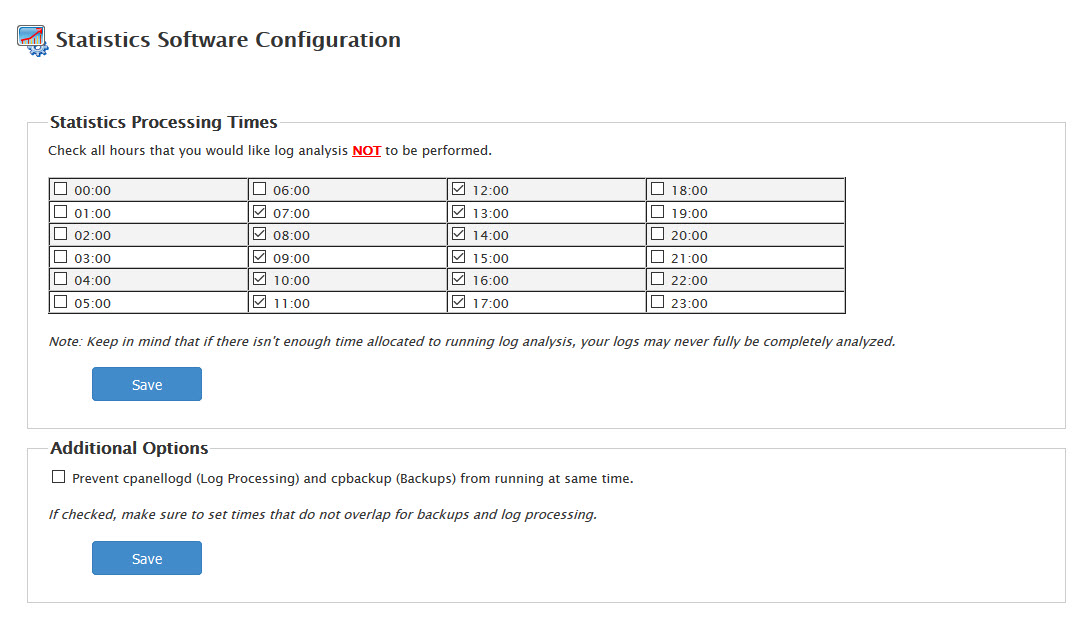 Statistics Software Configuration
Statistics Processing Times
Check all hours that you would like log analysis NOT to be performed.
00:00 06:00 12:00 18:00
01:00 07:00 13:00 19:00
02:00 08:00 14:00 20:00
03:00 09:00 15:00 21:00
04:00 10:00 16:00 22:00
05:00 11:00 17:00 23:00
Note: Keep in mind that if there isn't enough time allocated to running log analysis, your logs may never fully be completely analyzed.
Save
Additional Options
Prevent cpanellogd (Log Processing) and cpbackup (Backups) from running at same time.
If checked, make sure to set times that do not overlap for backups and log processing.
Save